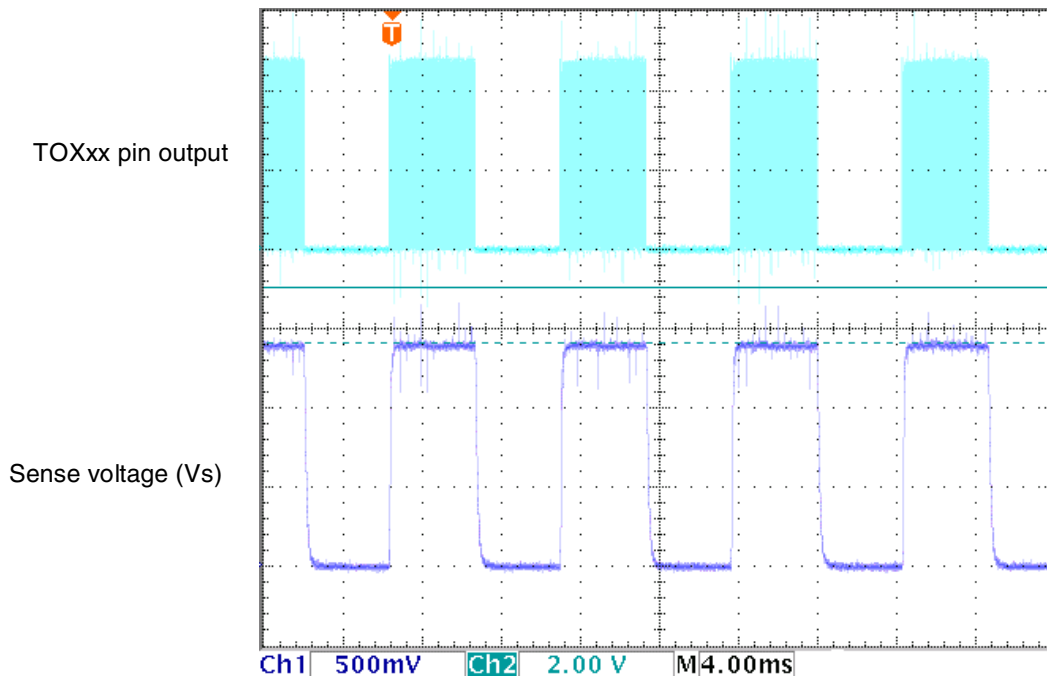 T
TOXxx pin output
Sense voltage (Vs)
Ch1 500mV Ch2 2.00 V M 4.00ms